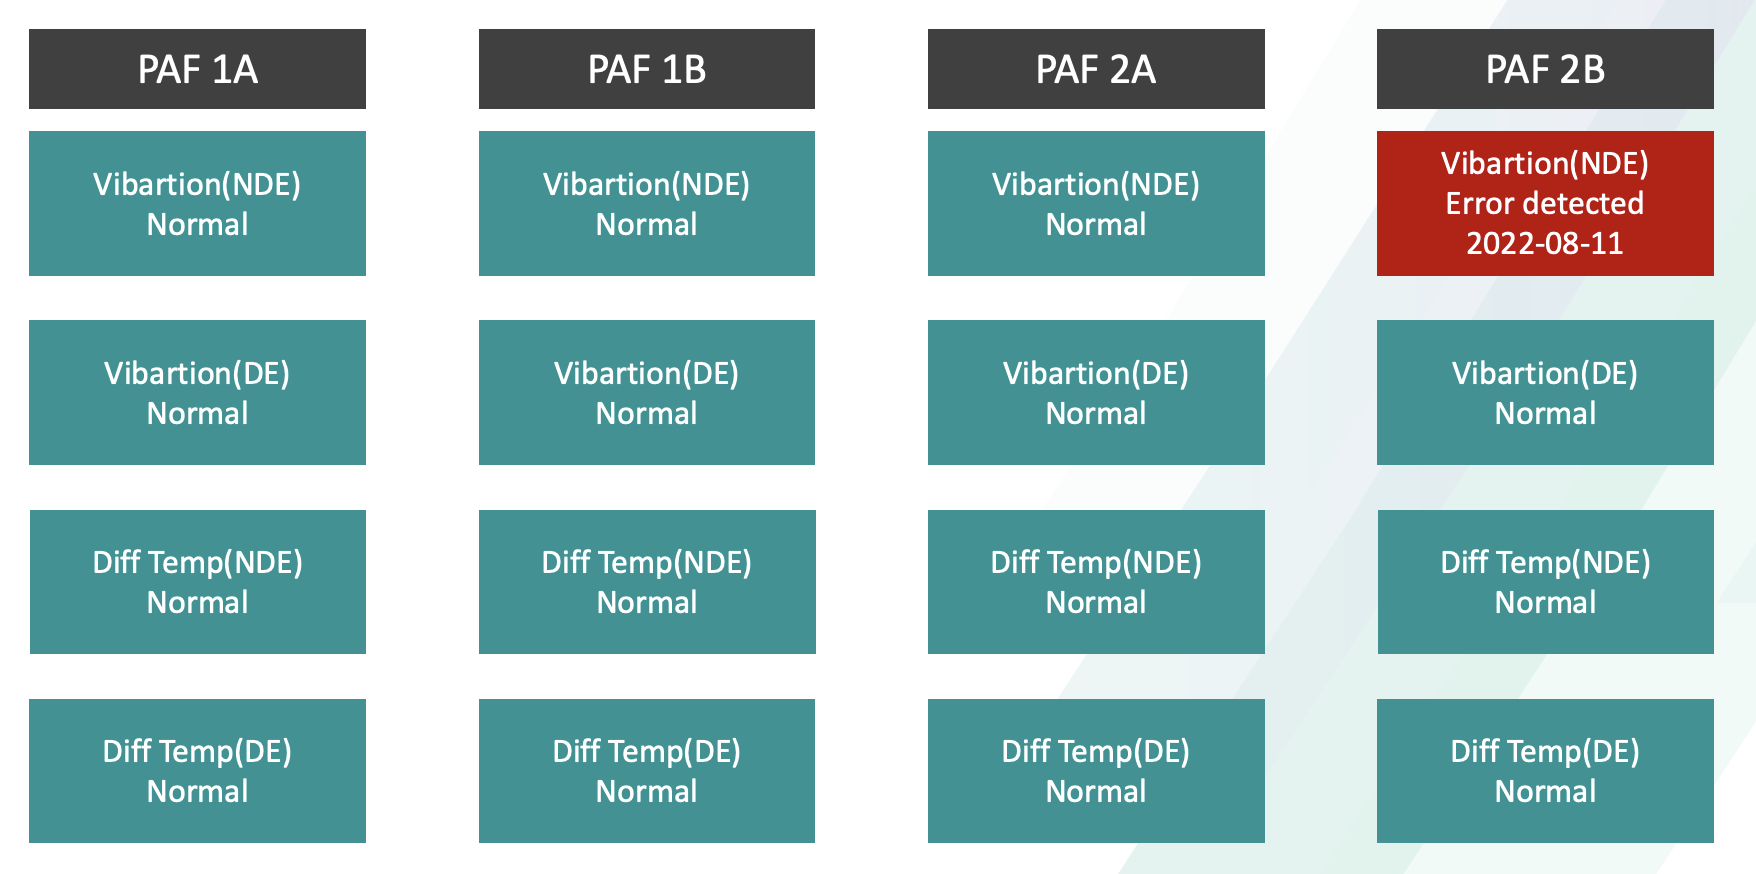 PAF 1A
PAF 1B
PAF 2A
PAF 2B
Vibartion(NDE)
Normal
Vibartion(NDE)
Normal
Vibartion(NDE)
Normal
Vibartion(NDE)
Error detected
2022-08-11
Vibartion(DE)
Normal
Vibartion(DE)
Normal
Vibartion(DE)
Normal
Vibartion(DE)
Normal
Diff Temp(NDE)
Normal
Diff Temp(NDE)
Normal
Diff Temp(NDE)
Normal
Diff Temp(NDE)
Normal
Diff Temp(DE)
Normal
Diff Temp(DE)
Normal
Diff Temp(DE)
Normal
Diff Temp(DE)
Normal